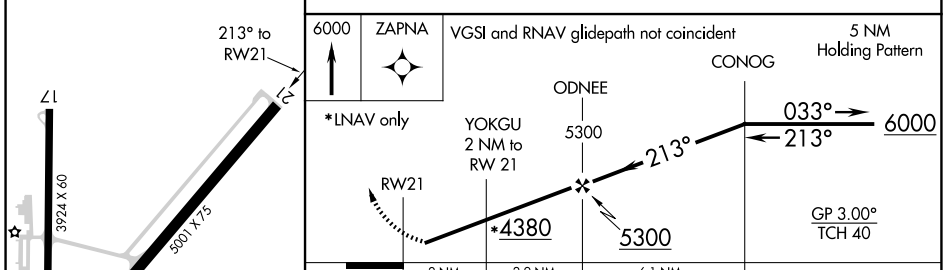 213° to
RW21
21
17
3924 X 60
5001 X 75
6000
ZAPNA
VGSI and RNAV glidepath not coincident
5 NM
Holding Pattern
CONOG
ODNEE
*LNAV only
YOKGU
2 NM to
RW 21
5300
033°
6000
213°
213°
RW21
*4380
5300
GP 3.00°
TCH 40